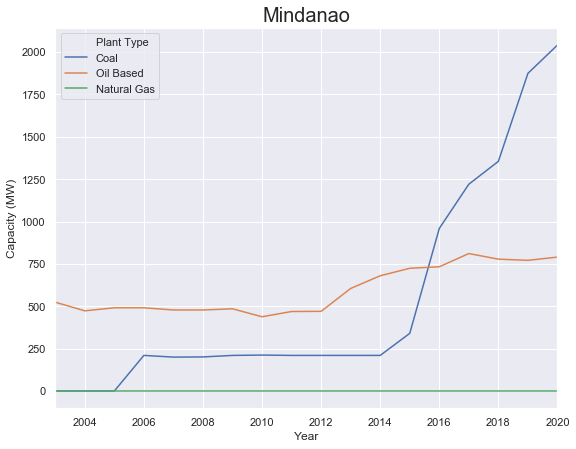 Mindanao
Plant Type
Coal
Oil Based
Natural Gas
Capacity (MW)
2000
1750
1500
1250
1000
750
500
250
0
2004 2006 2008 2010 2012 2014 2016 2018 2020
Year